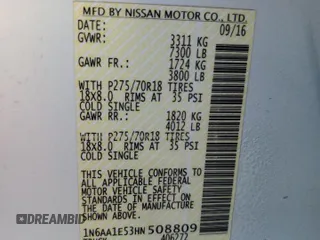 MFD BY NISSAN MOTOR CO., LTD.
09/16
GVWR: 3311 KG
7300 LB
GAWR FR.: 1724 KG
3800 LB
WITH P275/70R18 TIRES
18X8.0 RIMS AT 35 PSI
COLD SINGLE
GAWR RR.: 1820 KG
4012 LB
WITH P275/70R18 TIRES
18X8.0 RIMS AT 35 PSI
COLD SINGLE
THIS VEHICLE CONFORMS TO
ALL APPLICABLE FEDERAL
MOTOR VEHICLE SAFETY
STANDARDS IN EFFECT ON
THE DATE OF MANUFACTURE
SHOWN ABOVE.
1N6AA1E53HN508809
TRUCK 406272
DREAMBID